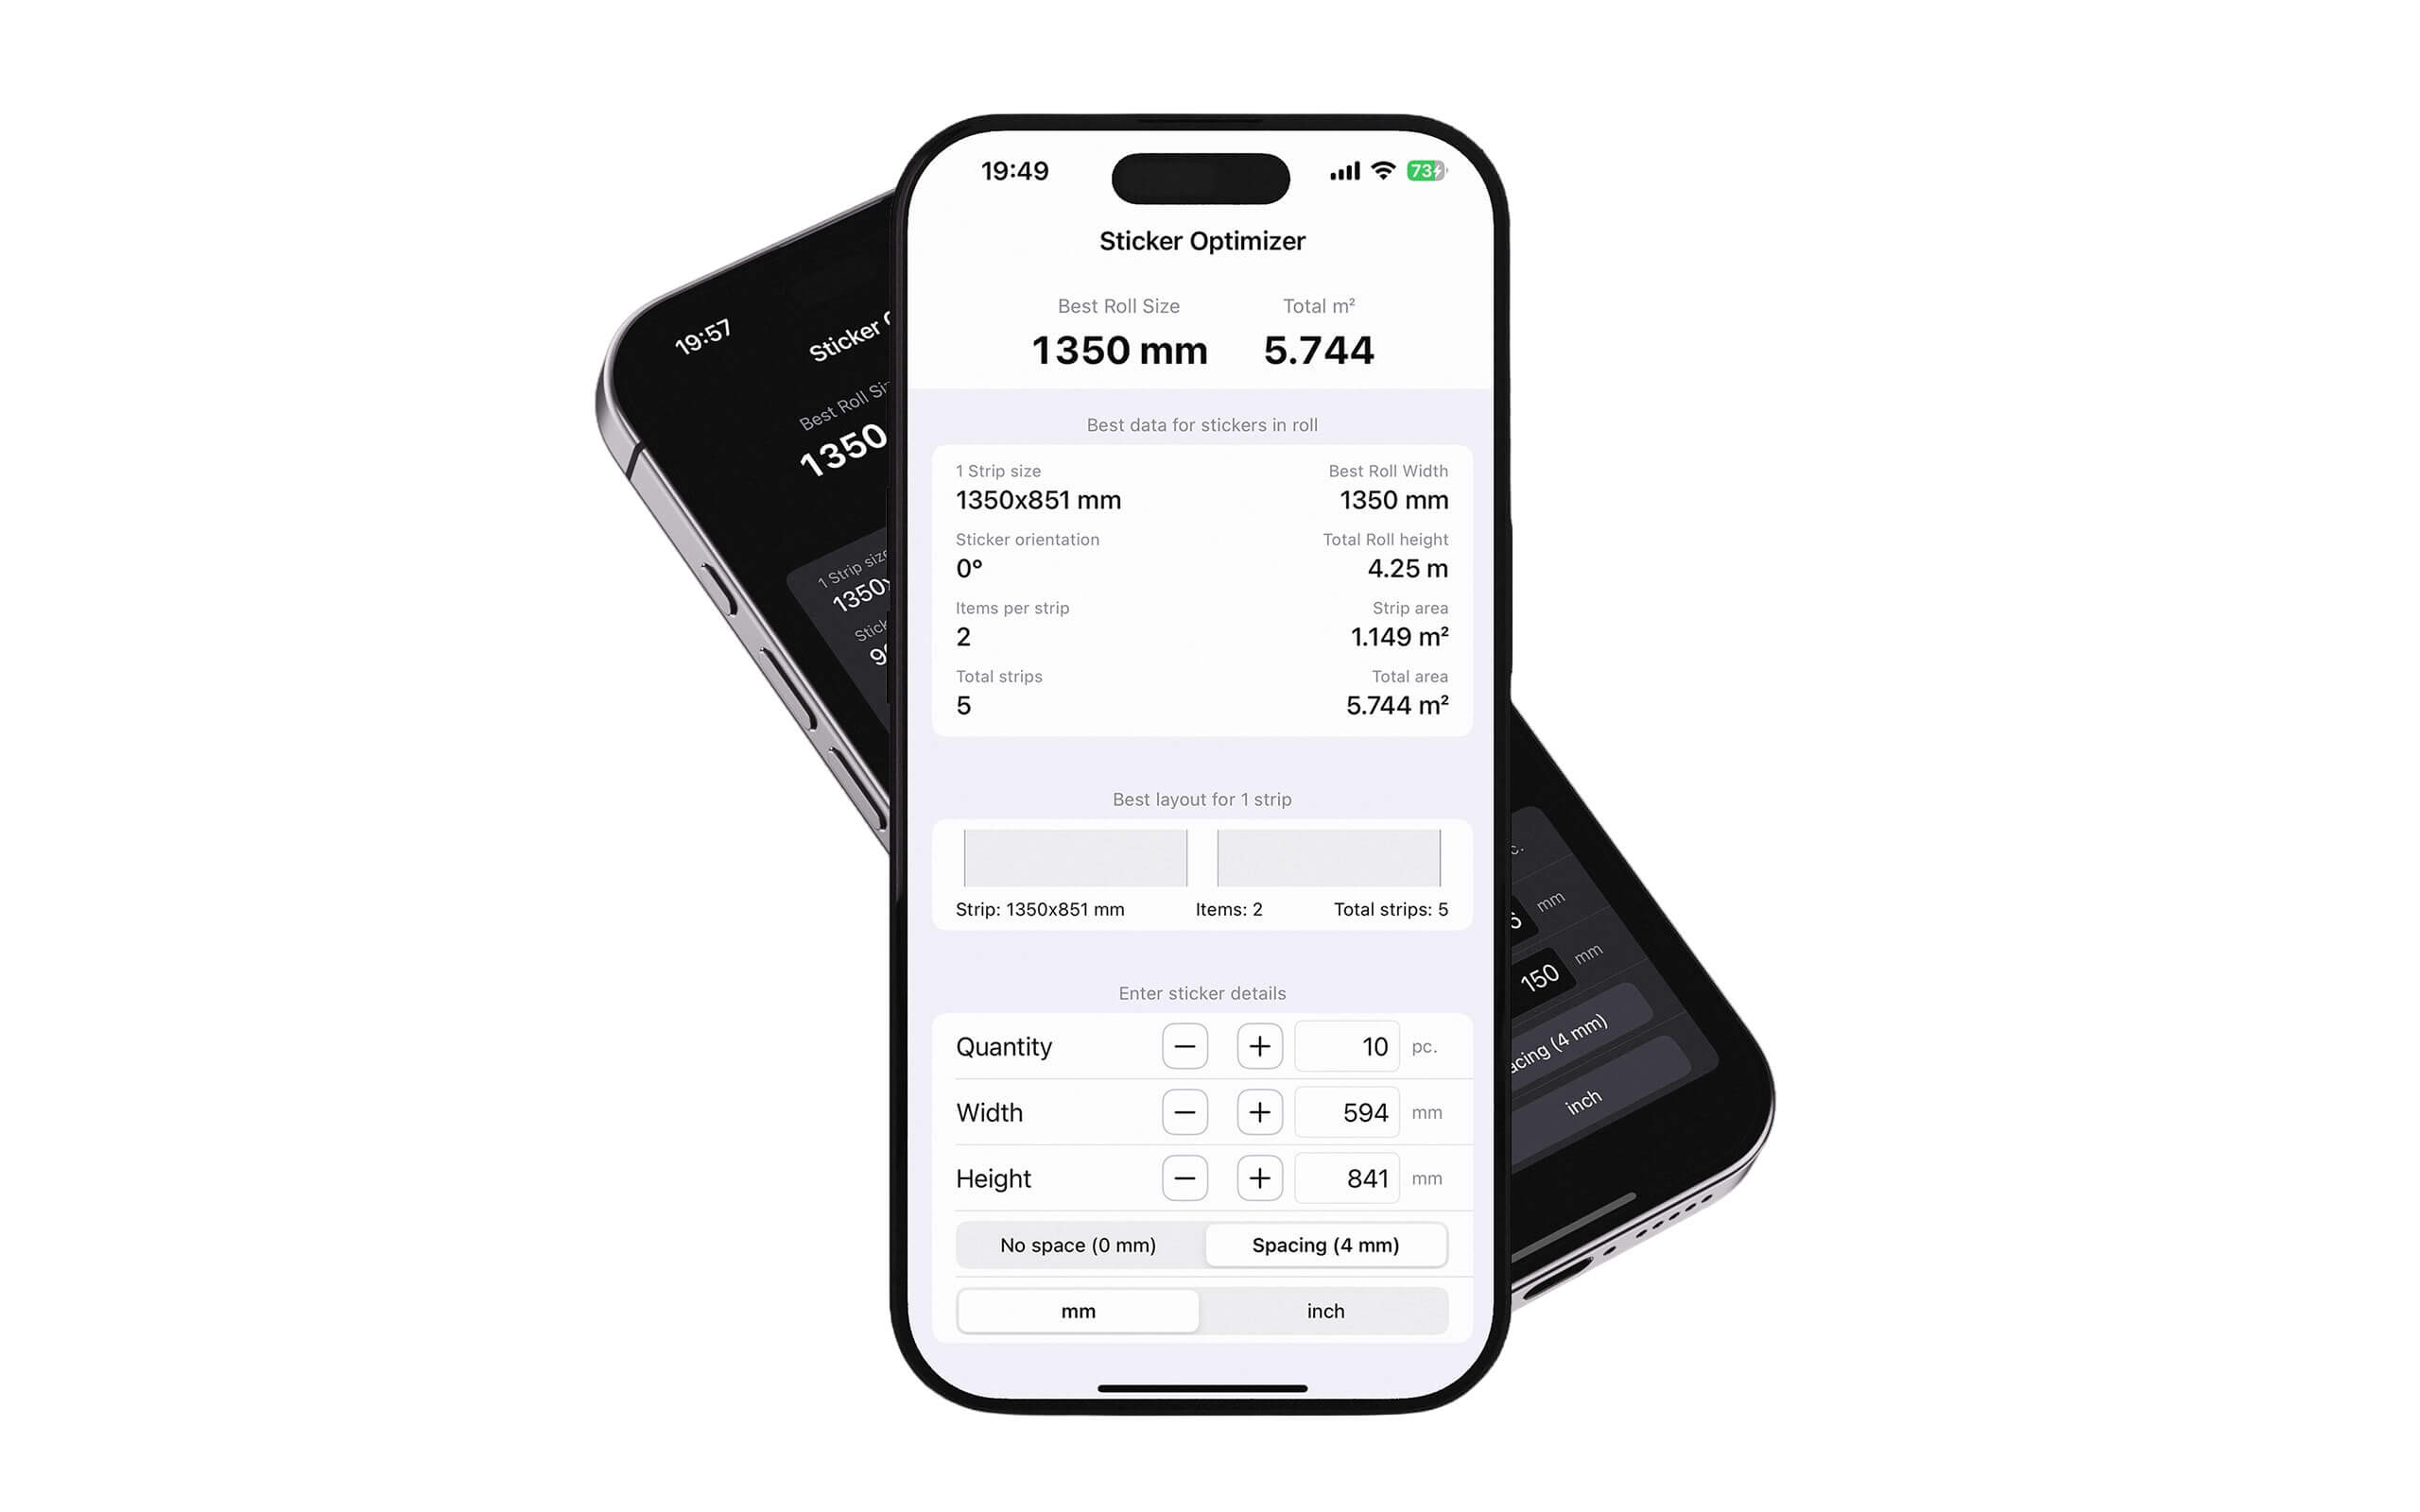 19:49
73
Sticker Optimizer
Best Roll Size
Total m²
1350 mm
5.744
Best data for stickers in roll
1 Strip size
Best Roll Width
1350x851 mm
1350 mm
Sticker orientation
Total Roll height
0°
4.25 m
Items per strip
Strip area
2
1.149 m²
Total strips
Total area
5
5.744 m²
Best layout for 1 strip
Strip: 1350x851 mm
Items: 2
Total strips: 5
Enter sticker details
Quantity
10
pc.
Width
594
mm
Height
841
mm
No space (0 mm)
Spacing (4 mm)
mm
inch
19:57
Sticker
Best Roll
1350
1 Strip size
1350x
mm
150
mm
(4 mm)
inch